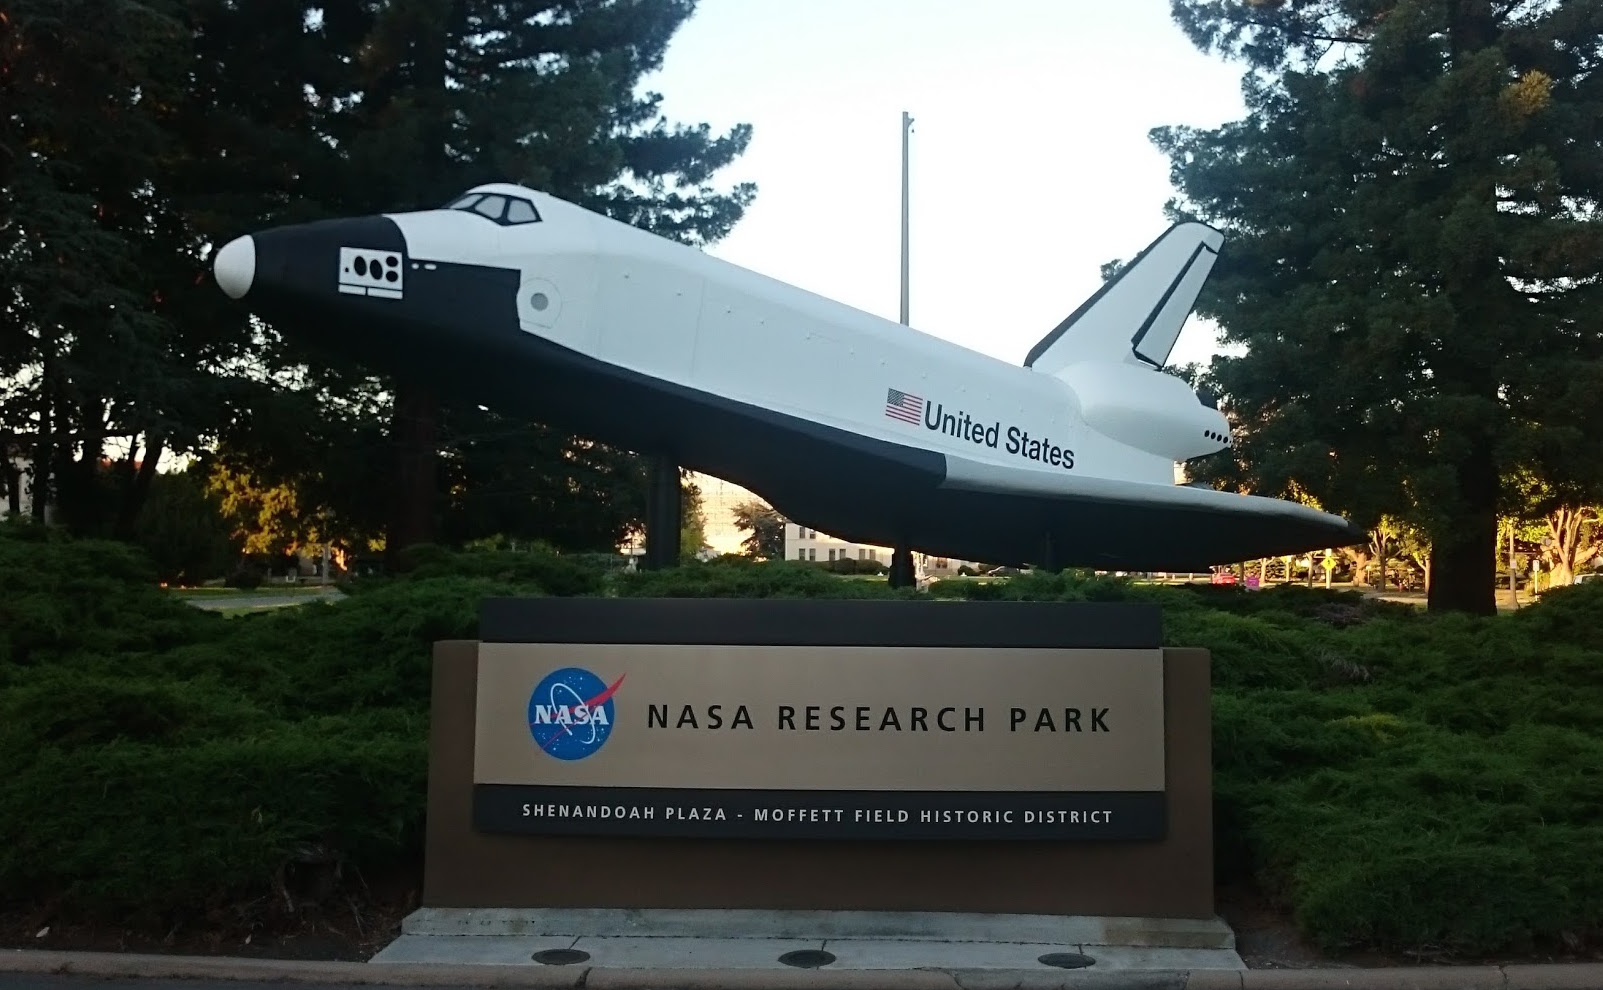 United States
NASA
NASA RESEARCH PARK
SHENANDOAH PLAZA - MOFFETT FIELD HISTORIC DISTRICT